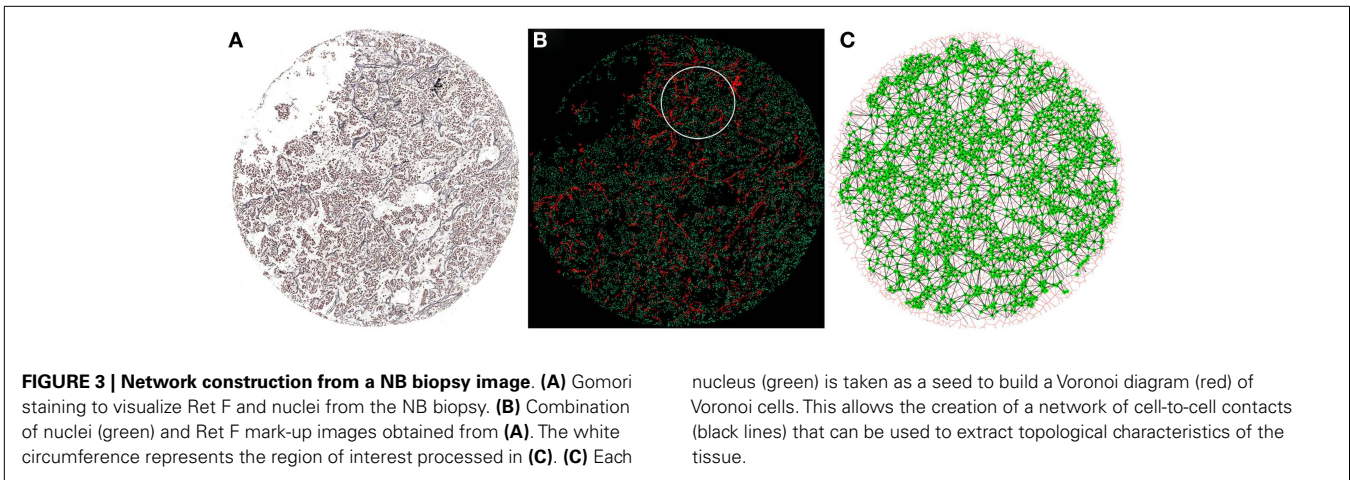 A
B
C
FIGURE 3 | Network construction from a NB biopsy image. (A) Gomori
staining to visualize Ret F and nuclei from the NB biopsy. (B) Combination
of nuclei (green) and Ret F mark-up images obtained from (A). The white
circumference represents the region of interest processed in (C). (C) Each
nucleus (green) is taken as a seed to build a Voronoi diagram (red) of
Voronoi cells. This allows the creation of a network of cell-to-cell contacts
(black lines) that can be used to extract topological characteristics of the
tissue.